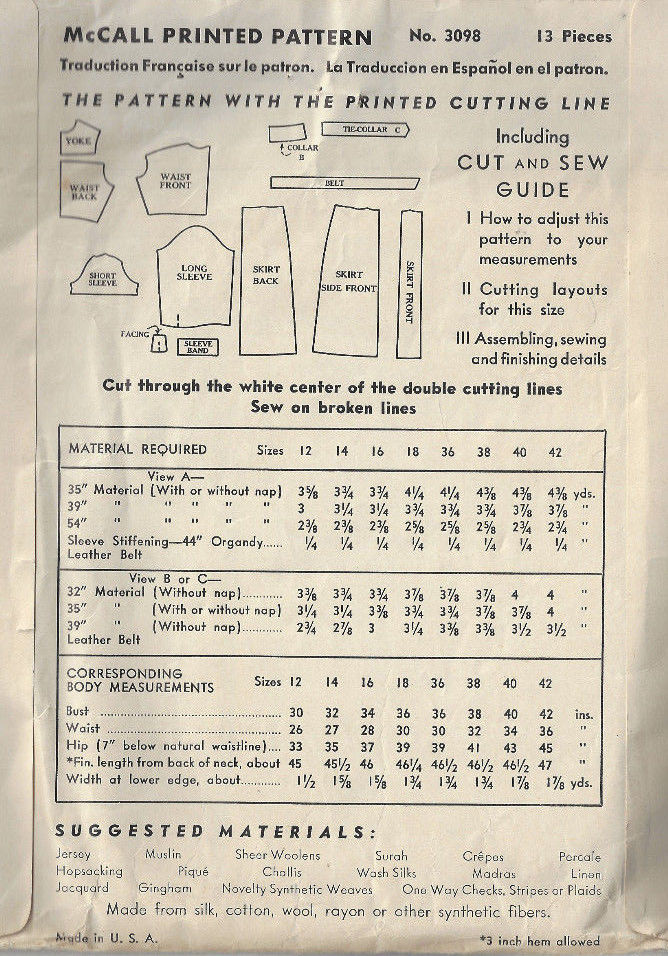 McCALL PRINTED PATTERN No. 3098 13 Pieces
Traduction Française sur le patron. La Traduccion en Español en el patron.
THE PATTERN WITH THE PRINTED CUTTING LINE
YOKE
WAIST BACK
WAIST FRONT
COLLAR B
TIE-COLLAR C
BELT
SHORT SLEEVE
LONG SLEEVE
SKIRT BACK
SKIRT SIDE FRONT
SKIRT FRONT
FACING
SLEEVE BAND
Including
CUT AND SEW
GUIDE
I How to adjust this
pattern to your
measurements
II Cutting layouts
for this size
III Assembling, sewing
and finishing details
Cut through the white center of the double cutting lines
Sew on broken lines
MATERIAL REQUIRED Sizes 12 14 16 18 36 38 40 42
View A—
35" Material (With or without nap) 3⅝ 3¾ 3¾ 4¼ 4¼ 4⅜ 4⅜ 4⅜ yds.
39" " " " " " 3 3¼ 3¼ 3¾ 3¾ 3¾ 3⅞ 3⅞ "
54" " " " " " 2⅜ 2⅜ 2⅜ 2⅝ 2⅝ 2⅝ 2¾ 2¾ "
Sleeve Stiffening—44" Organdy...... ¼ ¼ ¼ ¼ ¼ ¼ ¼ ¼ "
Leather Belt
View B or C—
32" Material (Without nap)........... 3⅜ 3¾ 3¾ 3⅞ 3⅞ 3⅞ 4 4 "
35" " (With or without nap) 3¼ 3¼ 3⅜ 3¾ 3¾ 3⅞ 3⅞ 4 "
39" " (Without nap)............ 2¾ 2⅞ 3 3¼ 3⅜ 3⅜ 3½ 3½ "
Leather Belt
CORRESPONDING
BODY MEASUREMENTS Sizes 12 14 16 18 36 38 40 42
Bust ................................................ 30 32 34 36 36 38 40 42 ins.
Waist .............................................. 26 27 28 30 30 32 34 36 "
Hip (7" below natural waistline).... 33 35 37 39 39 41 43 45 "
*Fin. length from back of neck, about 45 45½ 46 46¼ 46½ 46½ 46½ 47 "
Width at lower edge, about........... 1½ 1⅝ 1⅝ 1¾ 1¾ 1¾ 1⅞ 1⅞ yds.
SUGGESTED MATERIALS:
Jersey Muslin Sheer Woolens Surah Crêpes Percale
Hopsacking Piqué Challis Wash Silks Madras Linen
Jacquard Gingham Novelty Synthetic Weaves One Way Checks, Stripes or Plaids
Made from silk, cotton, wool, rayon or other synthetic fibers.
Made in U. S. A. *3 inch hem allowed